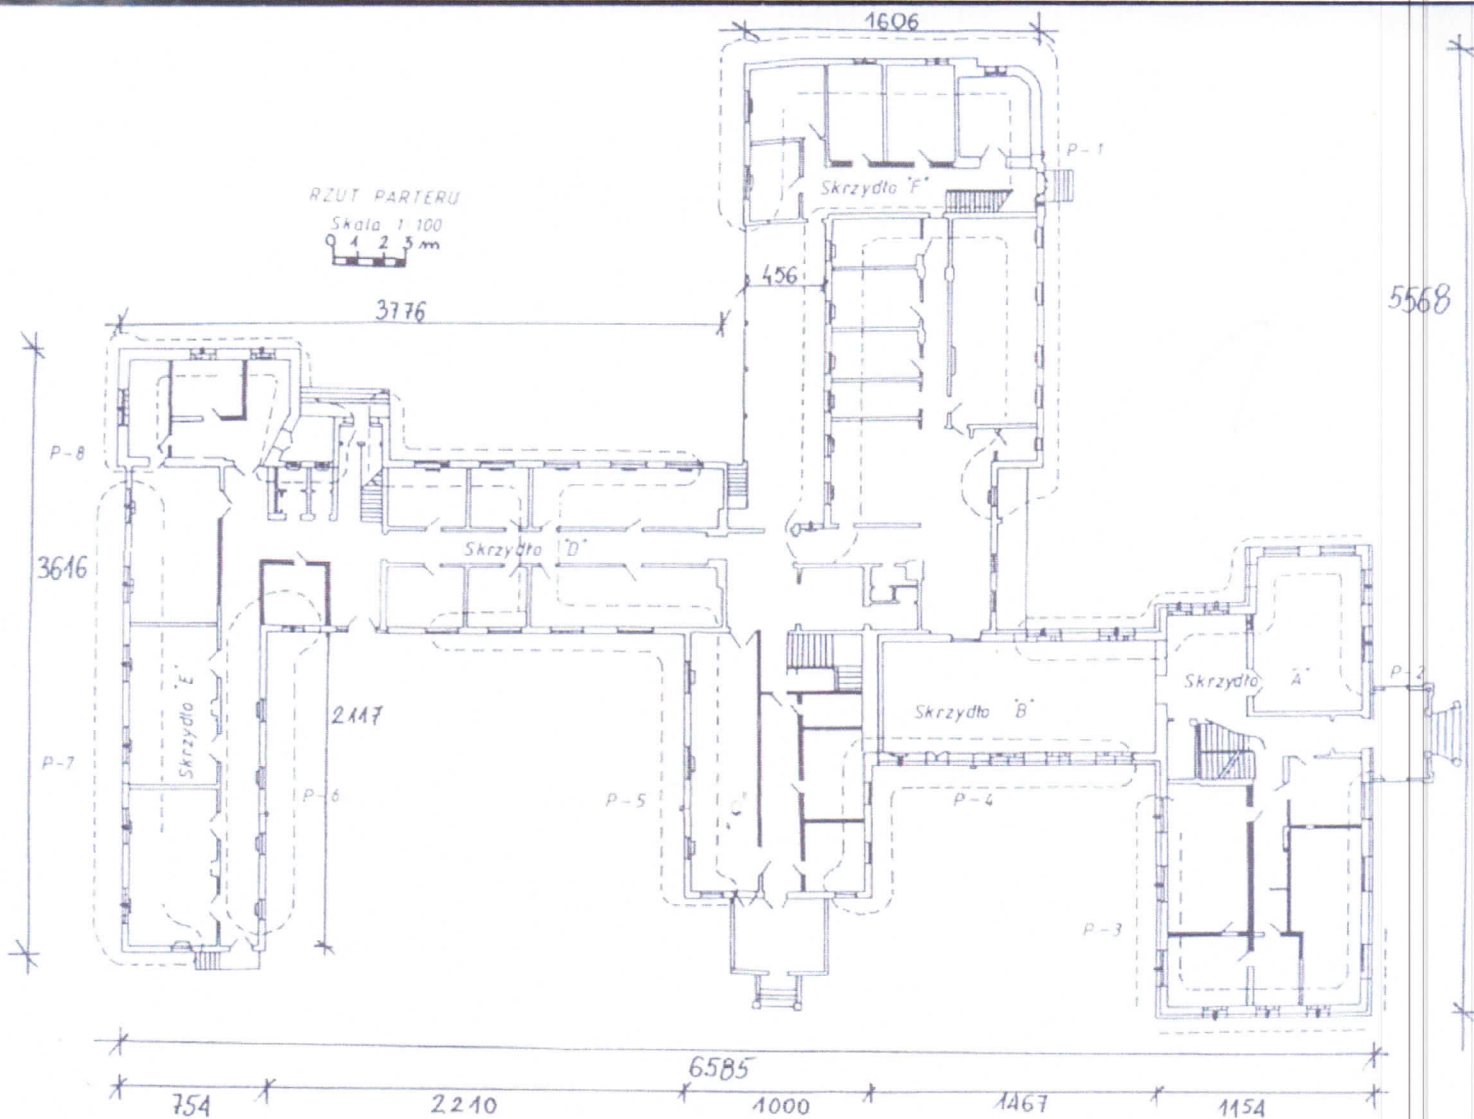 1606
P-1
RZUT PARTERU
Skala 1:100
0 1 2 3 m
Skrzydło "F"
456
5568
3776
P-8
3616
Skrzydło "D"
Skrzydło "E"
2117
Skrzydło "A"
P-2
Skrzydło "B"
P-7
P-6
P-5
"C"
P-4
P-3
6585
754
2210
1000
1467
1154